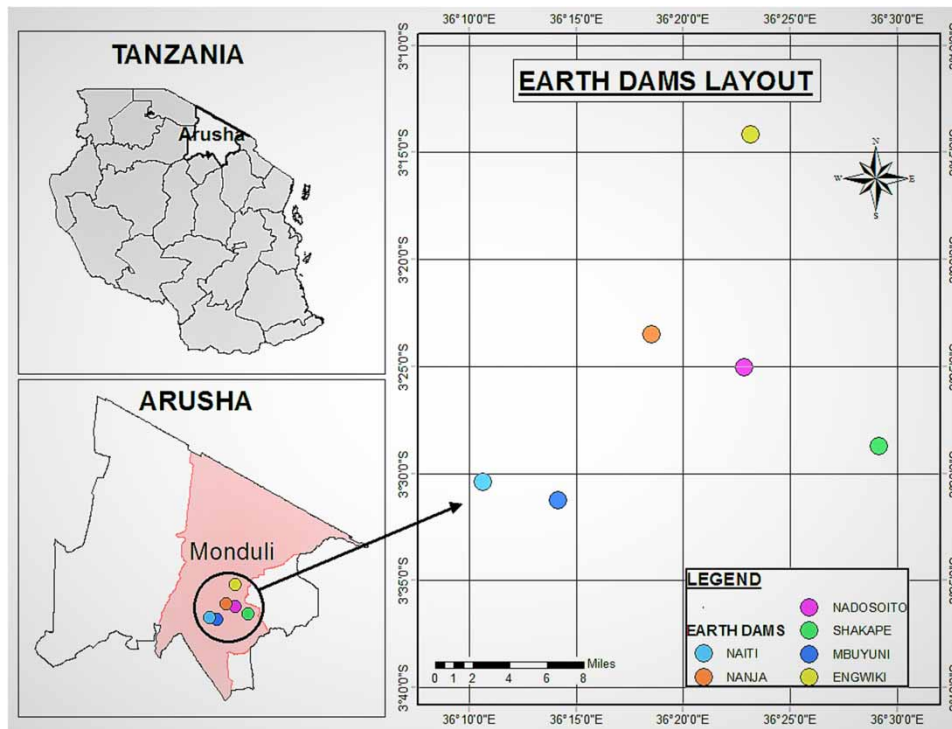 TANZANIA
Arusha
ARUSHA
Monduli
36°10'0"E 36°15'0"E 36°20'0"E 36°25'0"E 36°30'0"E
EARTH DAMS LAYOUT
N
W E
S
3°10'0"S
3°15'0"S
3°20'0"S
3°25'0"S
3°30'0"S
3°35'0"S
3°40'0"S
LEGEND
EARTH DAMS
NAITI
NANJA
NADOSOITO
SHAKAPE
MBUYUNI
ENGWIKI
Miles
0 1 2 4 6 8
36°10'0"E 36°15'0"E 36°20'0"E 36°25'0"E 36°30'0"E